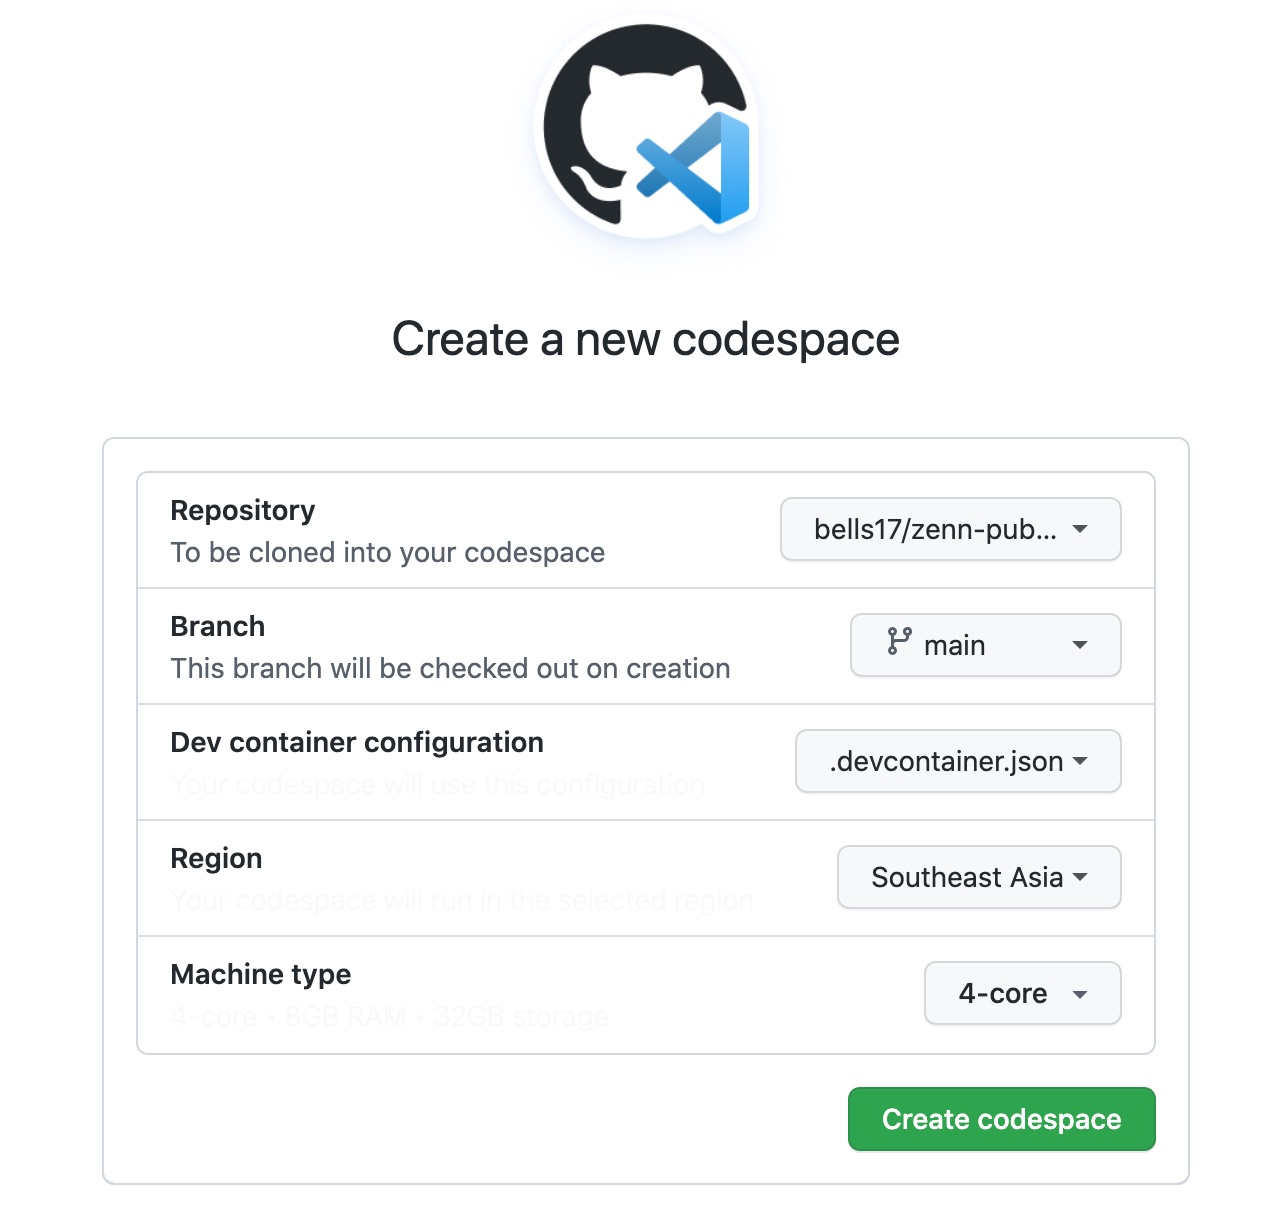 Create a new codespace
Repository
To be cloned into your codespace
bells17/zenn-pub...
Branch
This branch will be checked out on creation
main
Dev container configuration
Your codespace will use this configuration
.devcontainer.json
Region
Your codespace will run in the selected region
Southeast Asia
Machine type
4-core • 8GB RAM • 32GB storage
4-core
Create codespace